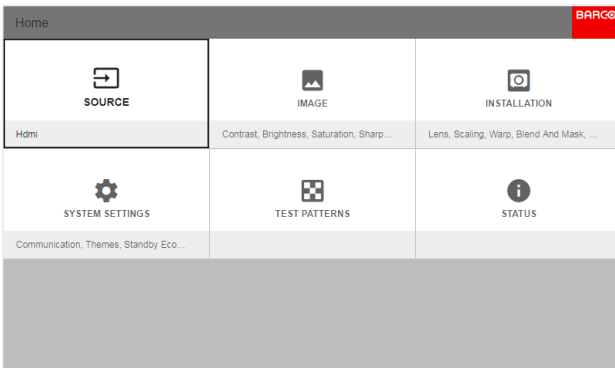 Home
BARCO
SOURCE
IMAGE
INSTALLATION
Hdmi
Contrast, Brightness, Saturation, Sharp...
Lens, Scaling, Warp, Blend And Mask, ...
SYSTEM SETTINGS
TEST PATTERNS
STATUS
Communication, Themes, Standby Eco...